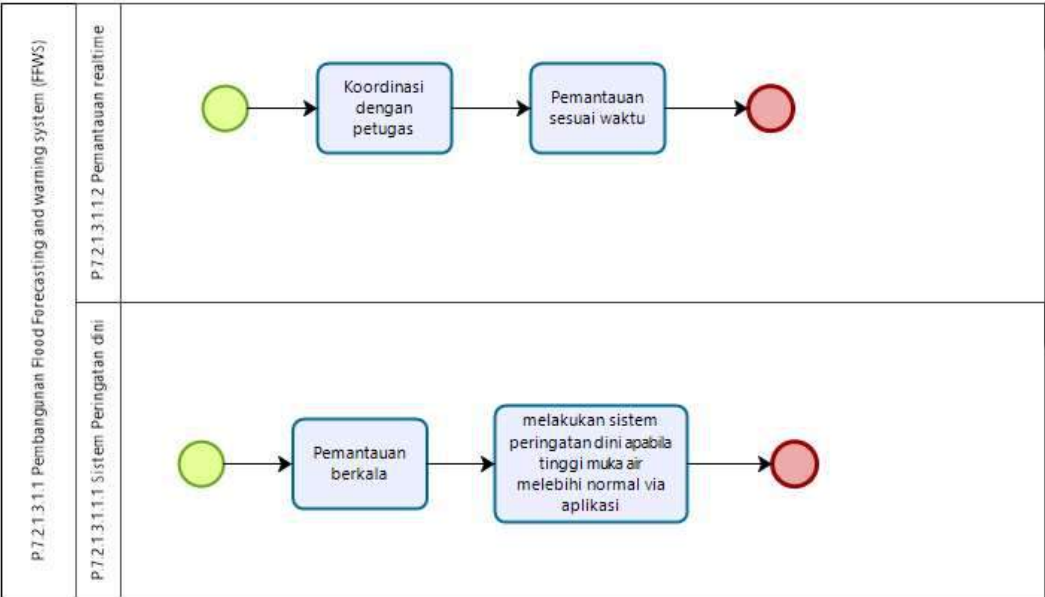 P.7.2.1.3.1.1 Pembangunan Flood Forecasting and warning system (FFWS)
P.7.2.1.3.1.1.2 Pemantauan realtime
Koordinasi
dengan
petugas
Pemantauan
sesuai waktu
P.7.2.1.3.1.1.1 Sistem Peringatan dini
Pemantauan
berkala
melakukan sistem
peringatan dini apabila
tinggi muka air
melebihi normal via
aplikasi